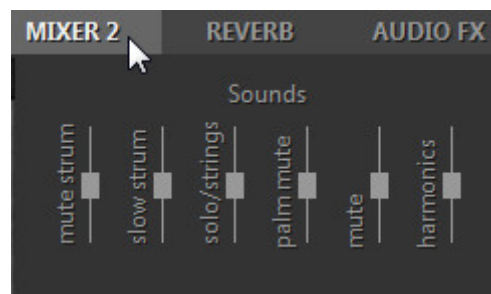 MIXER 2 REVERB AUDIO FX
Sounds
mute strum
slow strum
solo/strings
palm mute
mute
harmonics